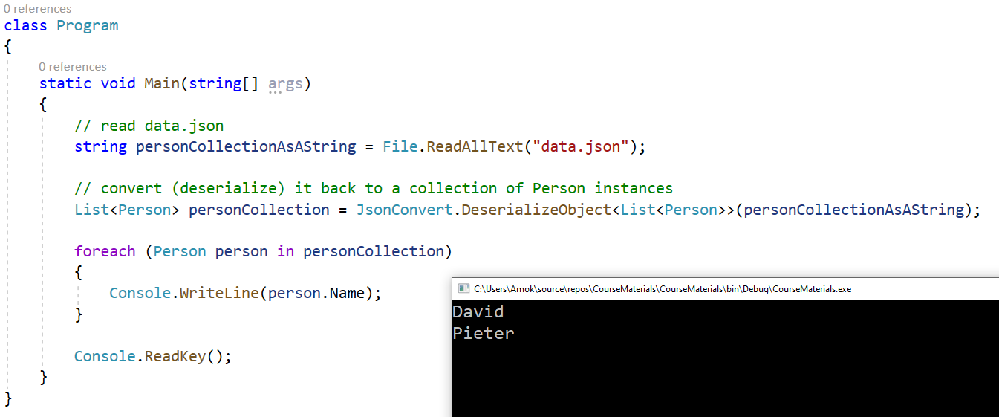 0 references
class Program
{
0 references
static void Main(string[] args)
{
// read data.json
string personCollectionAsAString = File.ReadAllText("data.json");
// convert (deserialize) it back to a collection of Person instances
List<Person> personCollection = JsonConvert.DeserializeObject<List<Person>>(personCollectionAsAString);
foreach (Person person in personCollection)
{
Console.WriteLine(person.Name);
}
Console.ReadKey();
}
}
C:\Users\Amok\source\repos\CourseMaterials\CourseMaterials\bin\Debug\CourseMaterials.exe
David
Pieter